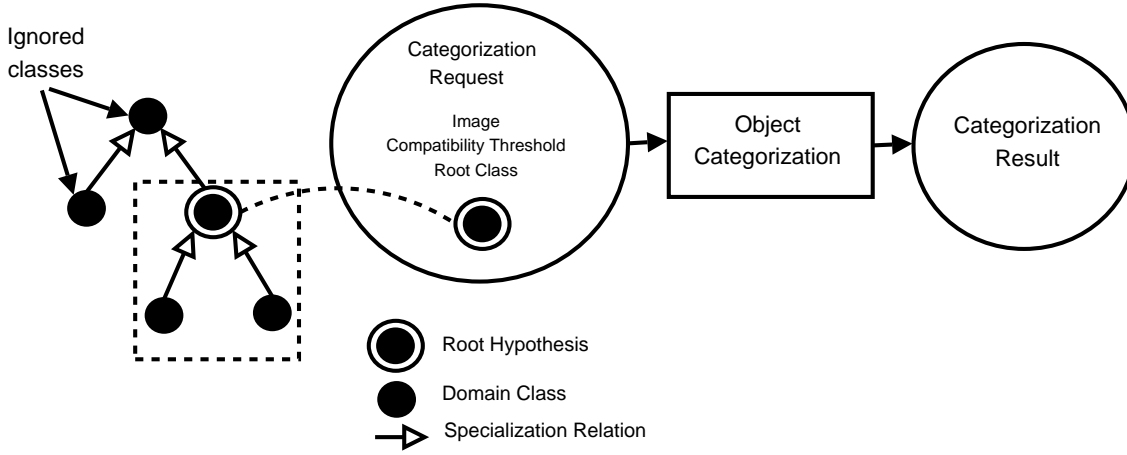 Ignored
classes
Categorization
Request
Image
Compatibility Threshold
Root Class
Object
Categorization
Categorization
Result
Root Hypothesis
Domain Class
Specialization Relation